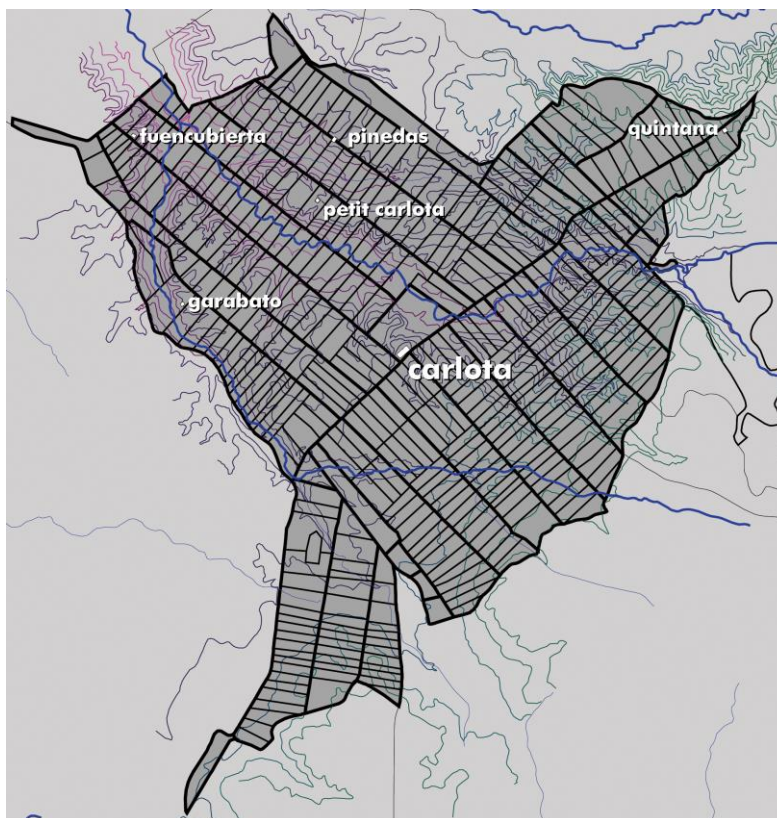 fuencubierta
pinedas
quintana
petit carlota
garabato
carlota